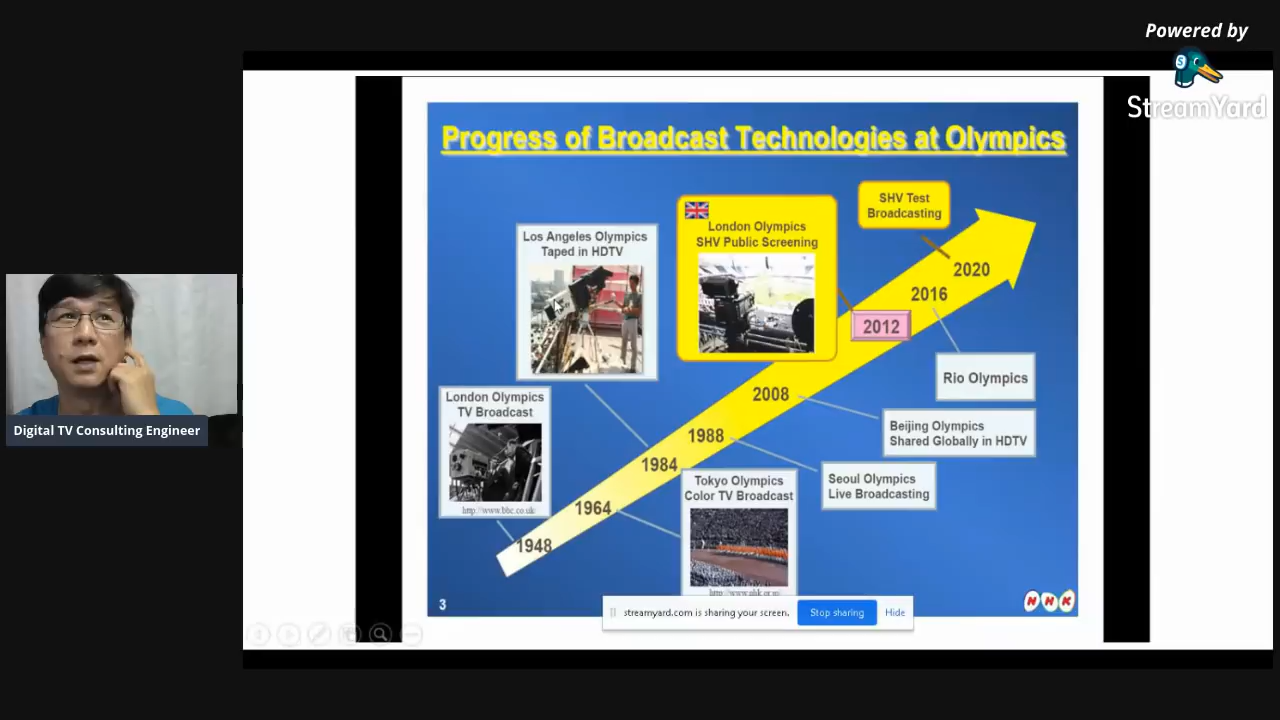 Powered by
StreamYard
Progress of Broadcast Technologies at Olympics
SHV Test
Broadcasting
London Olympics
SHV Public Screening
Los Angeles Olympics
Taped in HDTV
2020
2016
2012
Rio Olympics
London Olympics
TV Broadcast
http://www.bbc.co.uk/
2008
Beijing Olympics
Shared Globally in HDTV
1988
1984
Seoul Olympics
Live Broadcasting
Tokyo Olympics
Color TV Broadcast
1964
1948
3
NHK
streamyard.com is sharing your screen.
Stop sharing
Hide
Digital TV Consulting Engineer